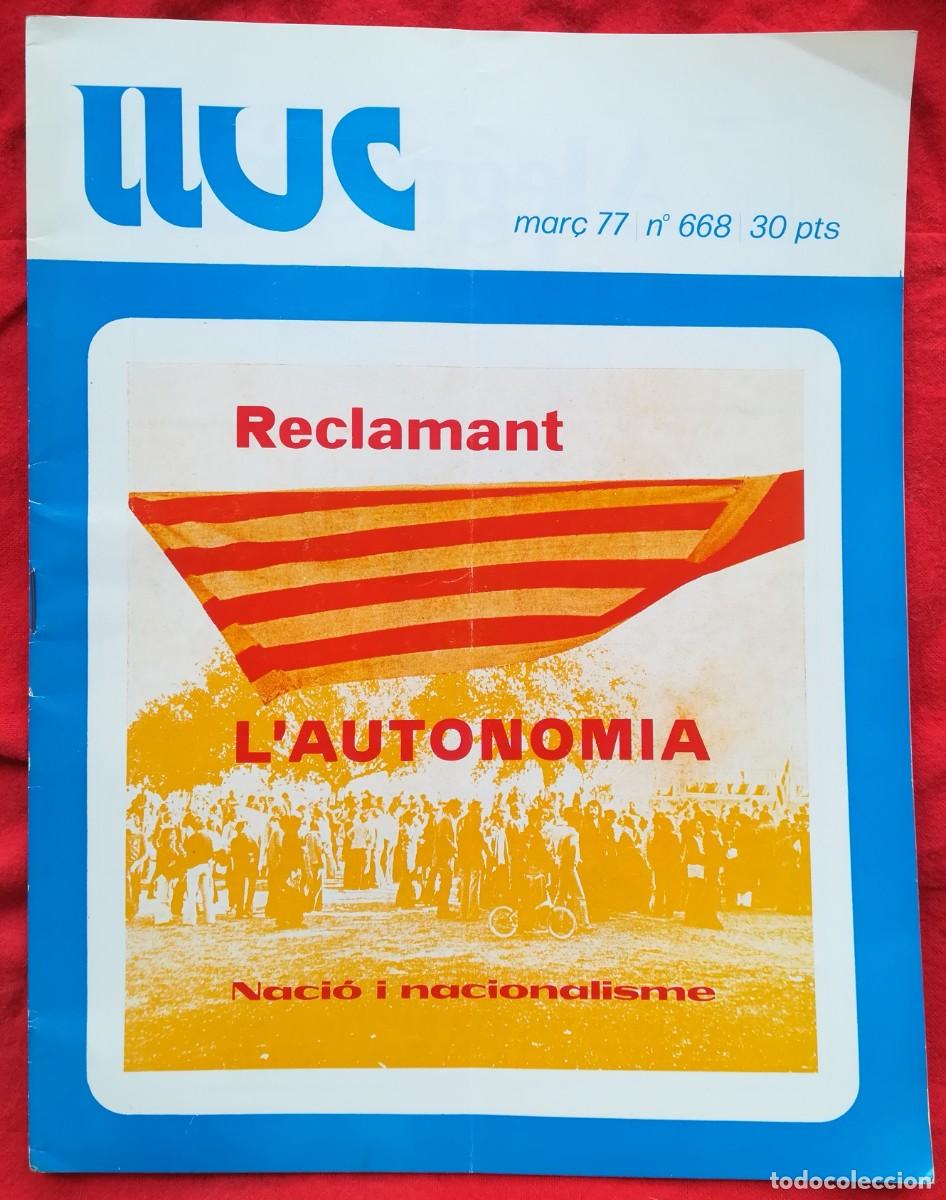 lluc
març 77 | nº 668 | 30 pts
Reclamant
L'AUTONOMIA
Nació i nacionalisme
todocoleccion